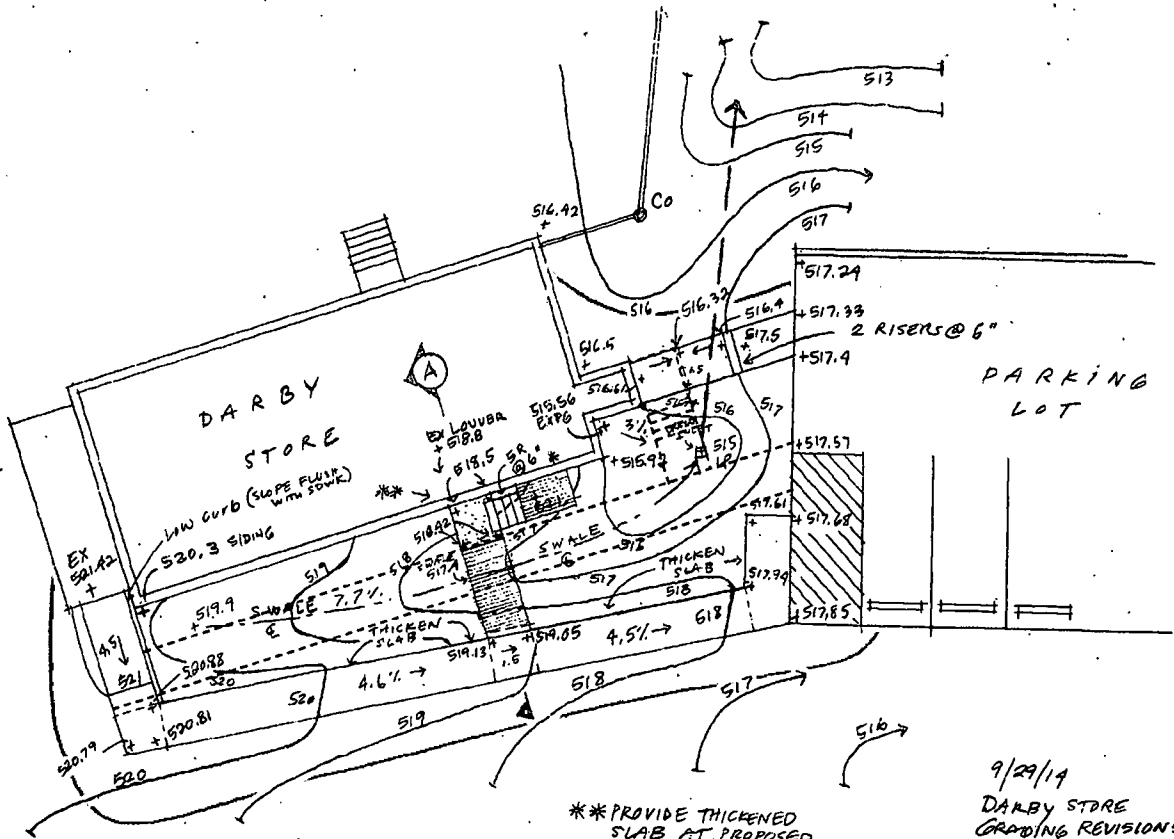 513
514
515
516
517
Co
516.42
517.24
516
516.32
516.4
517.33
517.5
2 RISERS @ 6"
517.4
516.5
A
DARBY
STORE
PARKING
LOT
EX LOUVER
518.8
515.56
EXFG
3%
516
517
518.5
5R
@ 6" *
515.92
515
LP
517.57
**
LOW CURB (SLOPE FLUSH
WITH SDWK)
520.3 SIDING
EX
521.42
518.42
517.61
517.68
519
518
SWALE
℄
517
THICKEN
SLAB
517.94
518
519.9
SWALE
℄
7.7%
THICKEN
SLAB
519.13
519.05
4.5% →
518
517.85
521
520.88
520
4.6% →
1.5
520
518
517
519
520.81
520.79
520
516
9/29/14
DARBY STORE
GRADING REVISIONS
** PROVIDE THICKENED
SLAB AT PROPOSED